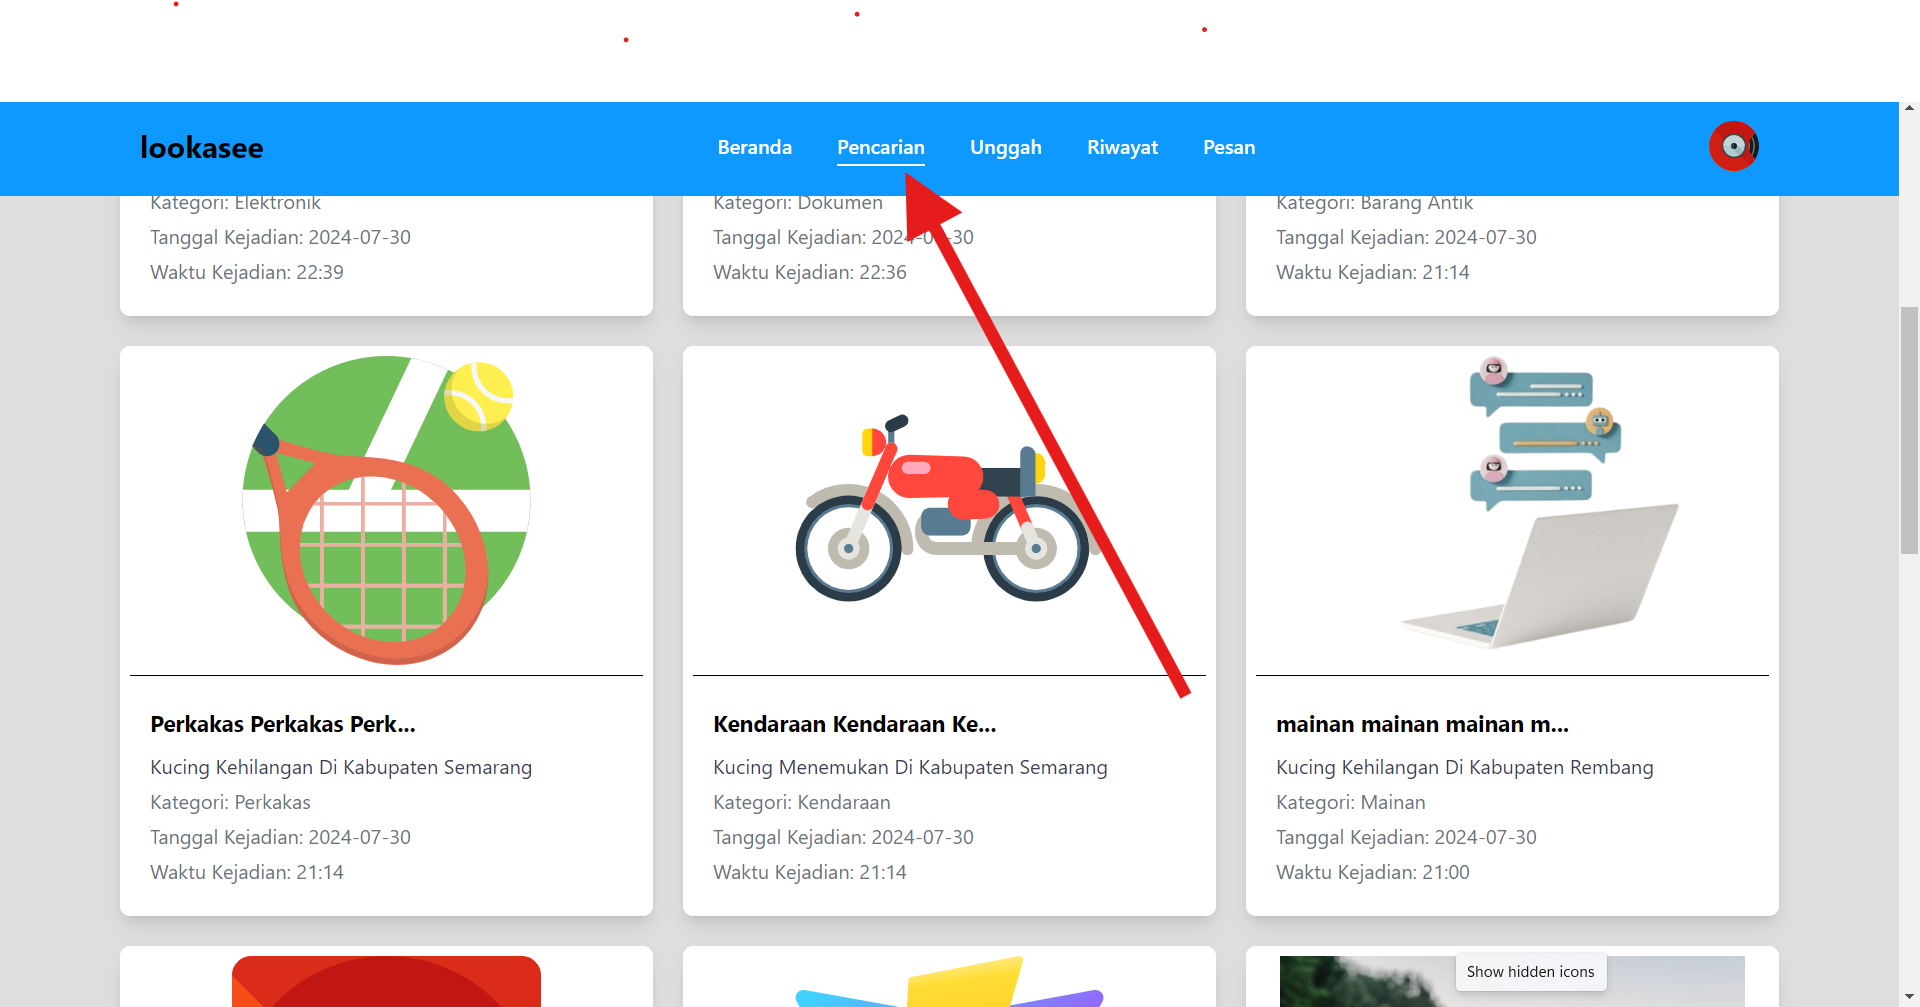 lookasee
Beranda Pencarian Unggah Riwayat Pesan
Kategori: Elektronik
Tanggal Kejadian: 2024-07-30
Waktu Kejadian: 22:39
Kategori: Dokumen
Tanggal Kejadian: 2024-07-30
Waktu Kejadian: 22:36
Kategori: Barang Antik
Tanggal Kejadian: 2024-07-30
Waktu Kejadian: 21:14
Perkakas Perkakas Perk...
Kucing Kehilangan Di Kabupaten Semarang
Kategori: Perkakas
Tanggal Kejadian: 2024-07-30
Waktu Kejadian: 21:14
Kendaraan Kendaraan Ke...
Kucing Menemukan Di Kabupaten Semarang
Kategori: Kendaraan
Tanggal Kejadian: 2024-07-30
Waktu Kejadian: 21:14
mainan mainan mainan m...
Kucing Kehilangan Di Kabupaten Rembang
Kategori: Mainan
Tanggal Kejadian: 2024-07-30
Waktu Kejadian: 21:00
Show hidden icons